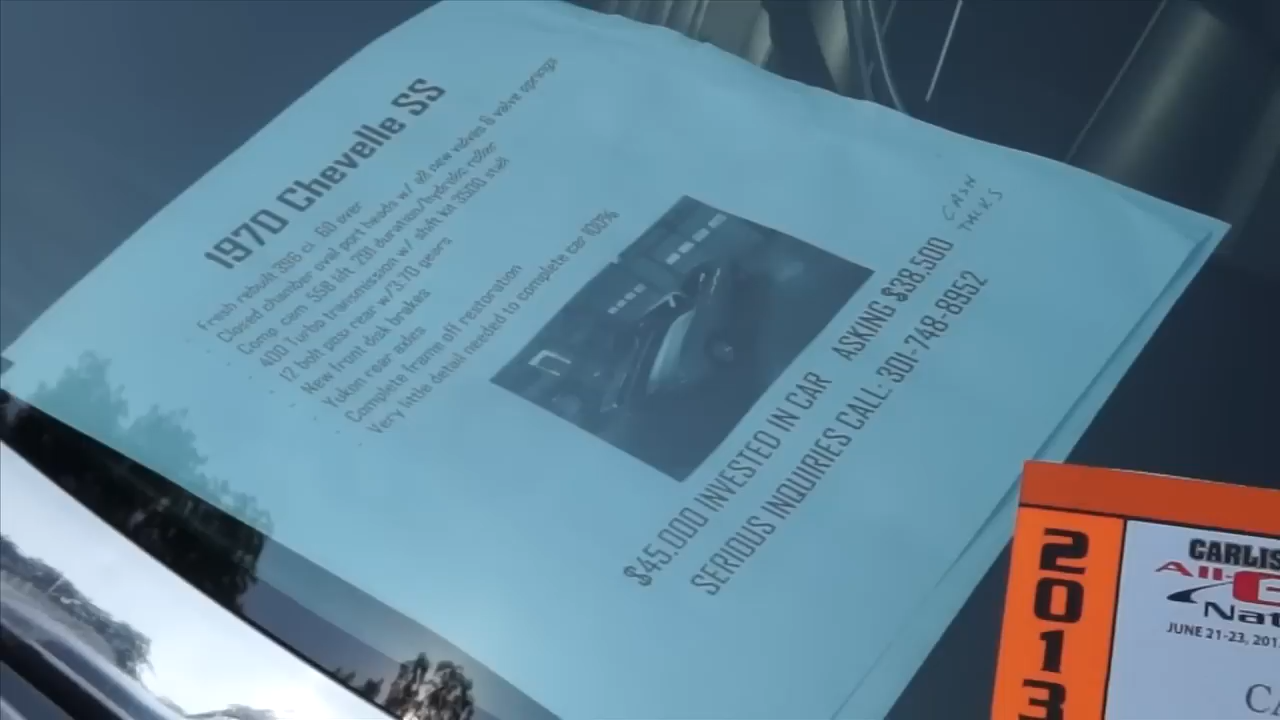 1970 Chevelle SS
Fresh rebuilt 396 ci .60 over
Closed chamber oval port heads w/ all new valves & valve springs
Comp cam 558 lift 291 duration/hydralic roller
400 Turbo transmission w/ shift kit 3500 stall
12 bolt posi rear w/3.70 gears
New front disk brakes
Yukon rear axles
Complete frame off restoration
Very little detail needed to complete car 100%
$45,000 INVESTED IN CAR ASKING $38,500
CASH
TALKS
SERIOUS INQUIRIES CALL: 301-748-8952
2013
CARLIS
All-G
Nat
JUNE 21-23, 201
CA